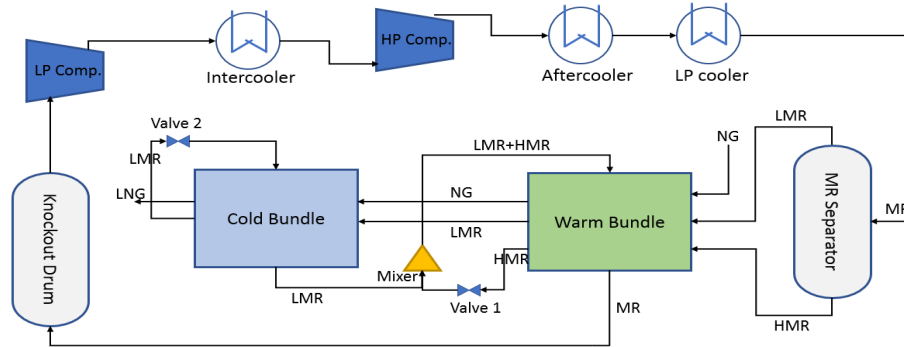 LP Comp.
Intercooler
HP Comp.
Aftercooler
LP cooler
Valve 2
LMR
LNG
Cold Bundle
LMR
NG
LMR
LMR+HMR
Mixer
HMR
Valve 1
Warm Bundle
MR
NG
LMR
HMR
MR Separator
MR
Knockout Drum